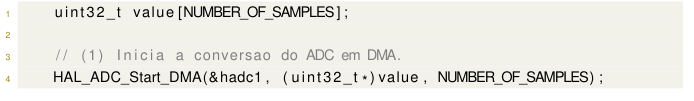 1 uint32_t value[NUMBER_OF_SAMPLES];
2
3 // (1) Inicia a conversao do ADC em DMA.
4 HAL_ADC_Start_DMA(&hadc1, (uint32_t*)value, NUMBER_OF_SAMPLES);